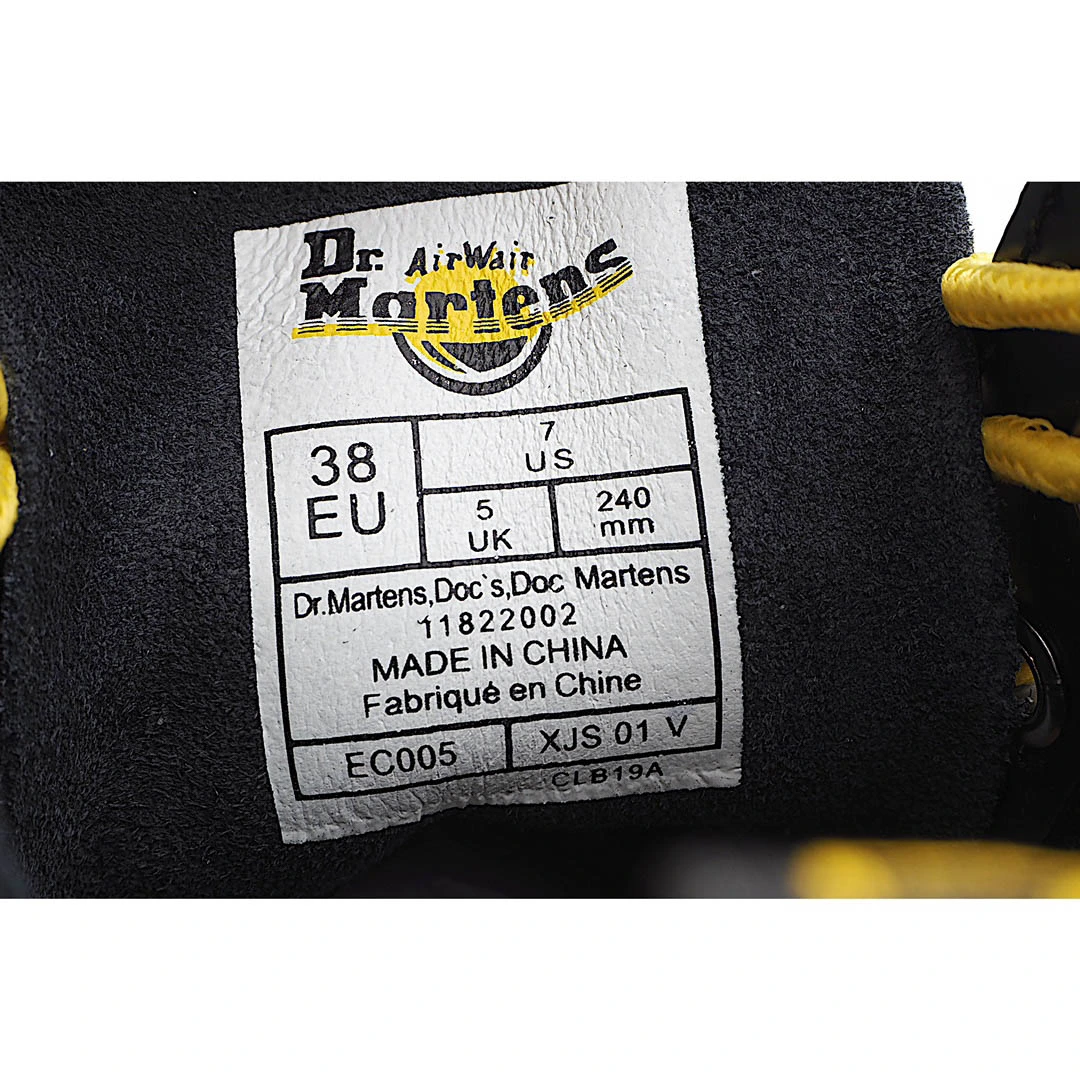 Dr. AirWair
Martens
38
EU
7
US
5
UK
240
mm
Dr.Martens,Doc`s,Doc Martens
11822002
MADE IN CHINA
Fabriqué en Chine
EC005
XJS 01 V
CLB19A